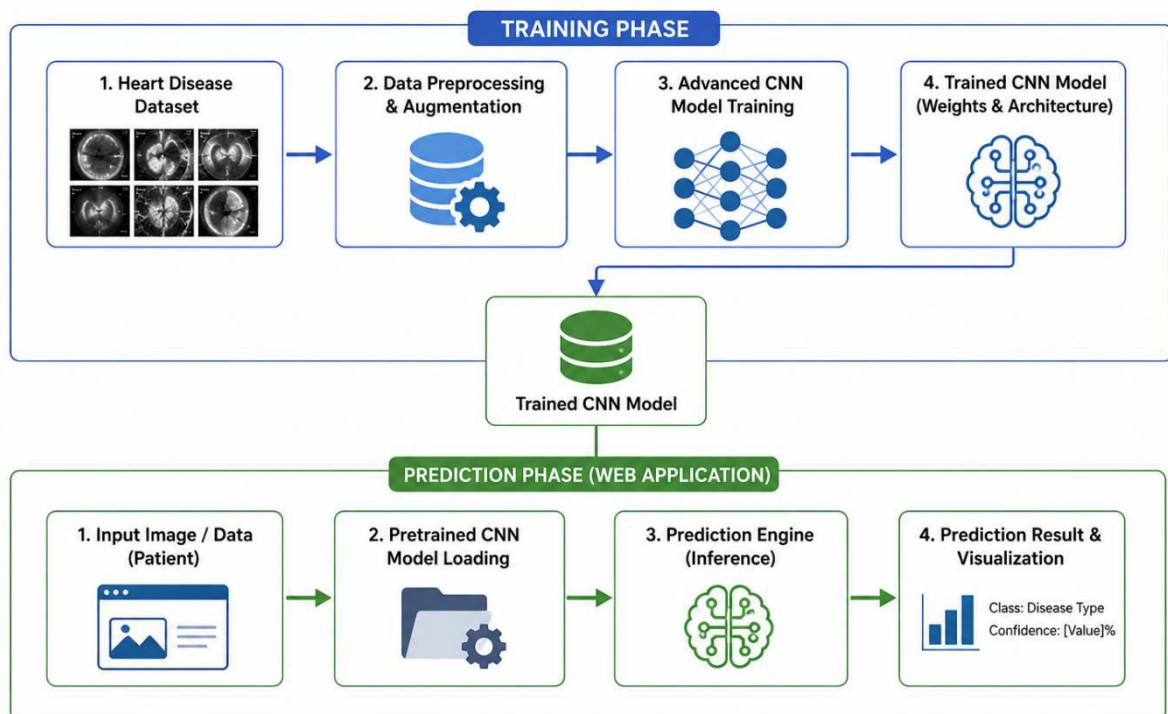 TRAINING PHASE
1. Heart Disease
Dataset
2. Data Preprocessing
& Augmentation
3. Advanced CNN
Model Training
4. Trained CNN Model
(Weights & Architecture)
Trained CNN Model
PREDICTION PHASE (WEB APPLICATION)
1. Input Image / Data
(Patient)
2. Pretrained CNN
Model Loading
3. Prediction Engine
(Inference)
4. Prediction Result &
Visualization
Class: Disease Type
Confidence: [Value]%